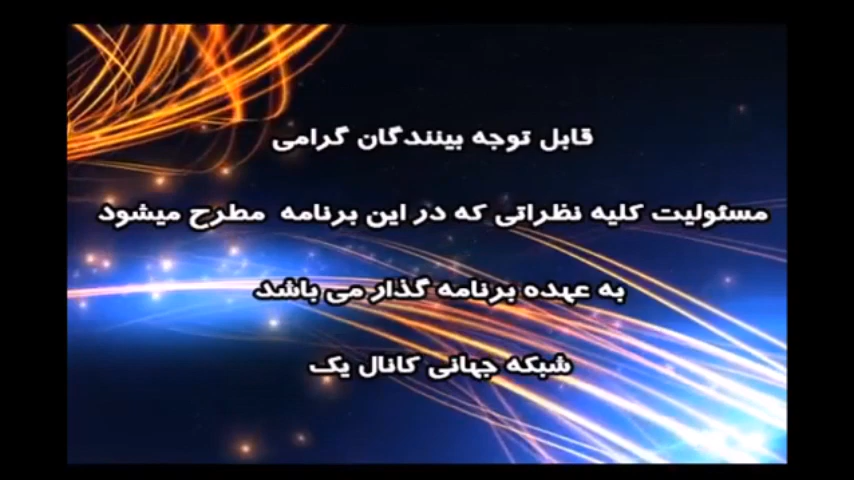 قابل توجه بینندگان گرامی
مسئولیت کلیه نظراتی که در این برنامه مطرح میشود
به عهده برنامه گذار می باشد
شبکه جهانی کانال یک